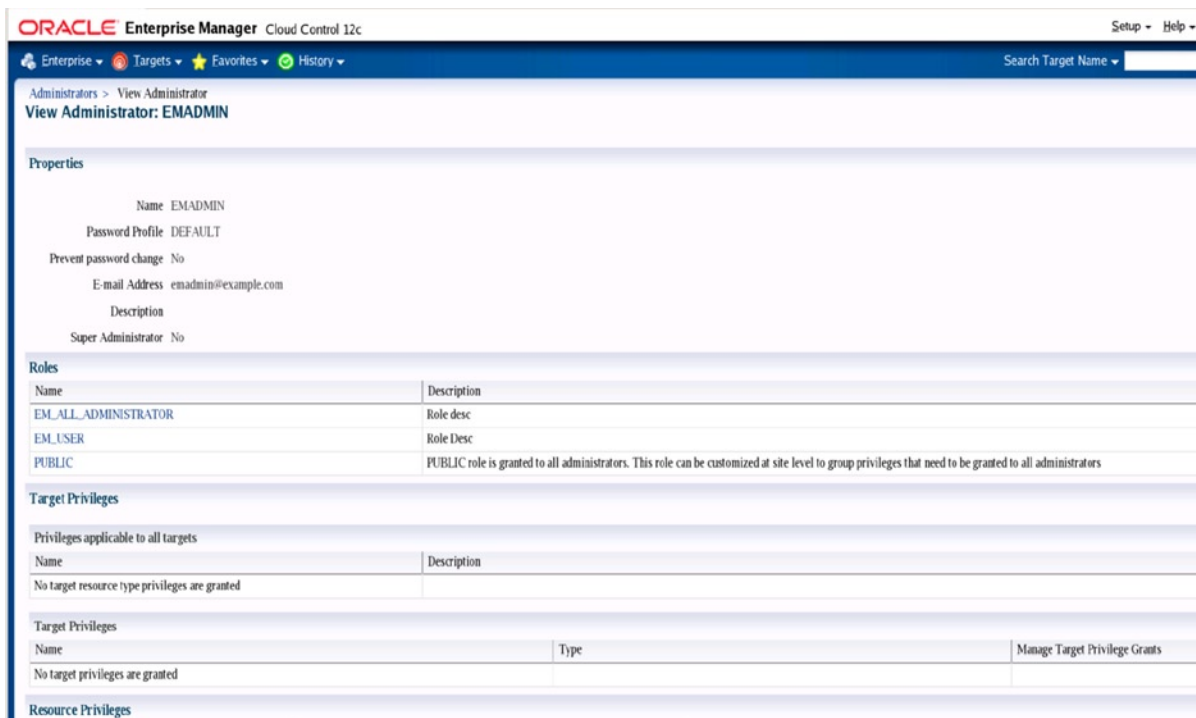 ORACLE Enterprise Manager Cloud Control 12c
Setup Help
Enterprise Targets Favorites History Search Target Name
Administrators > View Administrator
View Administrator: EMADMIN
Properties
Name EMADMIN
Password Profile DEFAULT
Prevent password change No
E-mail Address emadmin@example.com
Description
Super Administrator No
Roles
Name Description
EM_ALL_ADMINISTRATOR Role desc
EM_USER Role Desc
PUBLIC PUBLIC role is granted to all administrators. This role can be customized at site level to group privileges that need to be granted to all administrators
Target Privileges
Privileges applicable to all targets
Name Description
No target resource type privileges are granted
Target Privileges
Name Type Manage Target Privilege Grants
No target privileges are granted
Resource Privileges